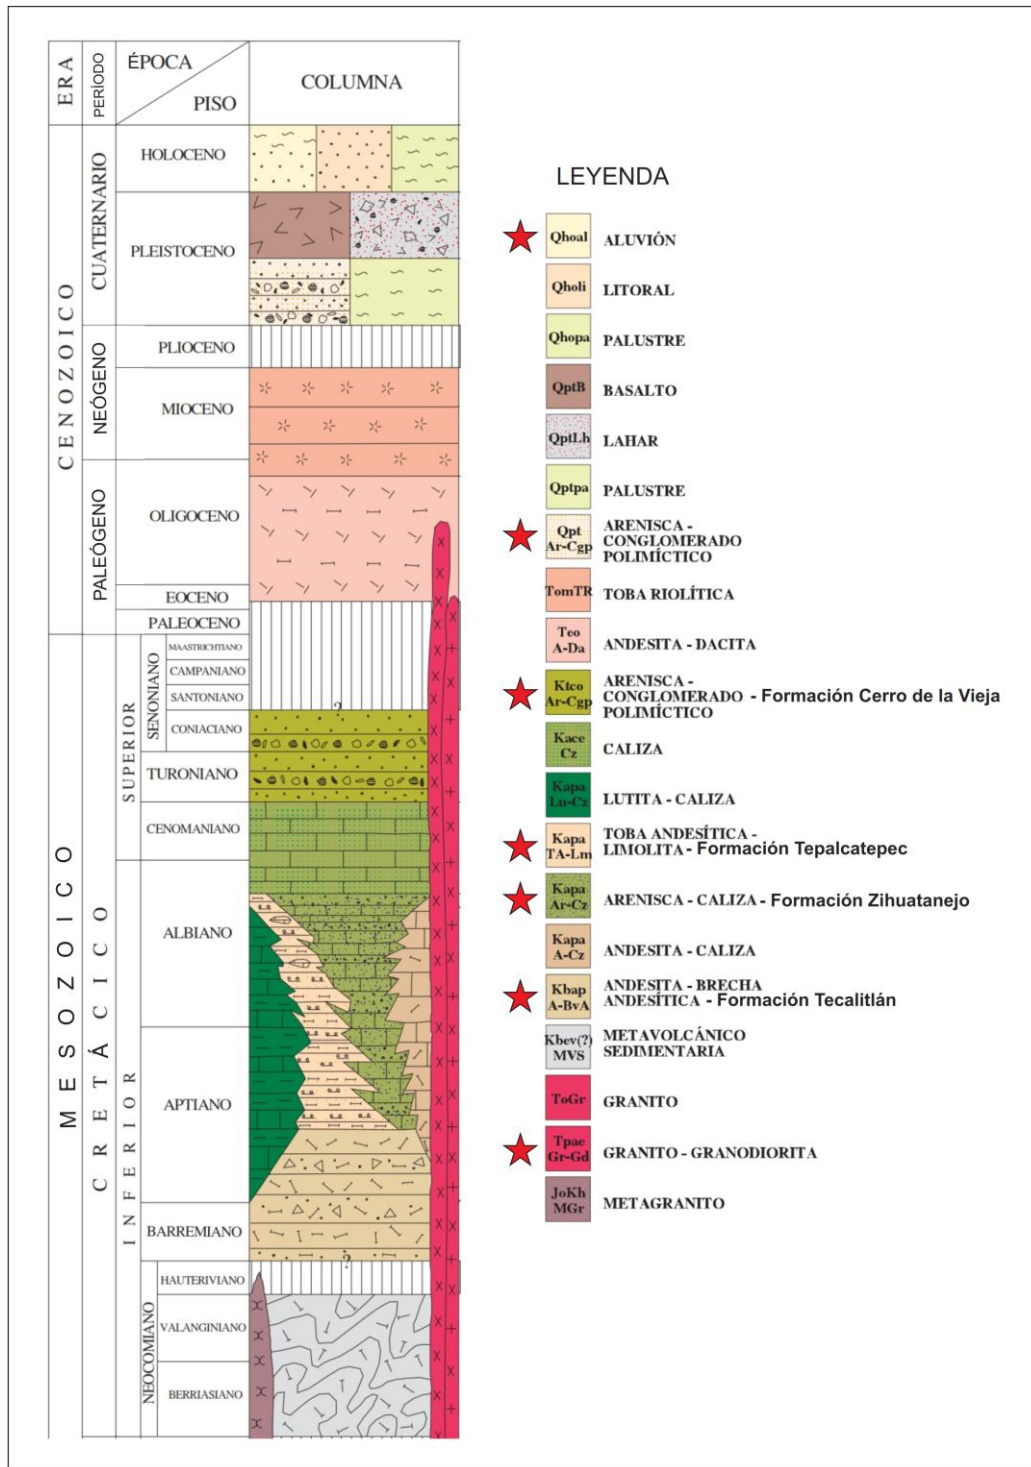 ERA
PERÍODO
ÉPOCA
PISO
COLUMNA
CENOZOICO
CUATERNARIO
HOLOCENO
PLEISTOCENO
NEÓGENO
PLIOCENO
MIOCENO
PALEÓGENO
OLIGOCENO
EOCENO
PALEOCENO
MESOZOICO
CRETÁCICO
SUPERIOR
SENONIANO
MAASTRICHTIANO
CAMPANIANO
SANTONIANO
?
CONIACIANO
TURONIANO
CENOMANIANO
INFERIOR
ALBIANO
APTIANO
BARREMIANO
?
NEOCOMIANO
HAUTERIVIANO
VALANGINIANO
BERRIASIANO
LEYENDA
Qhoal ALUVIÓN
Qholi LITORAL
Qhopa PALUSTRE
QptB BASALTO
QptLh LAHAR
Qptpa PALUSTRE
Qpt
Ar-Cgp
ARENISCA -
CONGLOMERADO
POLIMÍCTICO
TomTR TOBA RIOLÍTICA
Teo
A-Da
ANDESITA - DACITA
Ktco
Ar-Cgp
ARENISCA -
CONGLOMERADO - Formación Cerro de la Vieja
POLIMÍCTICO
Kace
Cz
CALIZA
Kapa
Lu-Cz
LUTITA - CALIZA
Kapa
TA-Lm
TOBA ANDESÍTICA -
LIMOLITA - Formación Tepalcatepec
Kapa
Ar-Cz
ARENISCA - CALIZA - Formación Zihuatanejo
Kapa
A-Cz
ANDESITA - CALIZA
Kbap
A-BvA
ANDESITA - BRECHA
ANDESÍTICA - Formación Tecalitlán
Kbev(?)
MVS
METAVOLCÁNICO
SEDIMENTARIA
ToGr GRANITO
Tpae
Gr-Gd
GRANITO - GRANODIORITA
JoKh
MGr
METAGRANITO